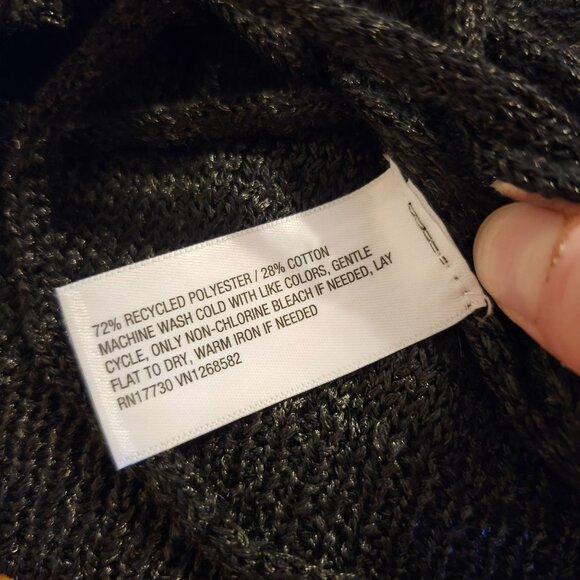 72% RECYCLED POLYESTER / 28% COTTON
MACHINE WASH COLD WITH LIKE COLORS, GENTLE
CYCLE, ONLY NON-CHLORINE BLEACH IF NEEDED, LAY
FLAT TO DRY, WARM IRON IF NEEDED
RN17730 VN1268582